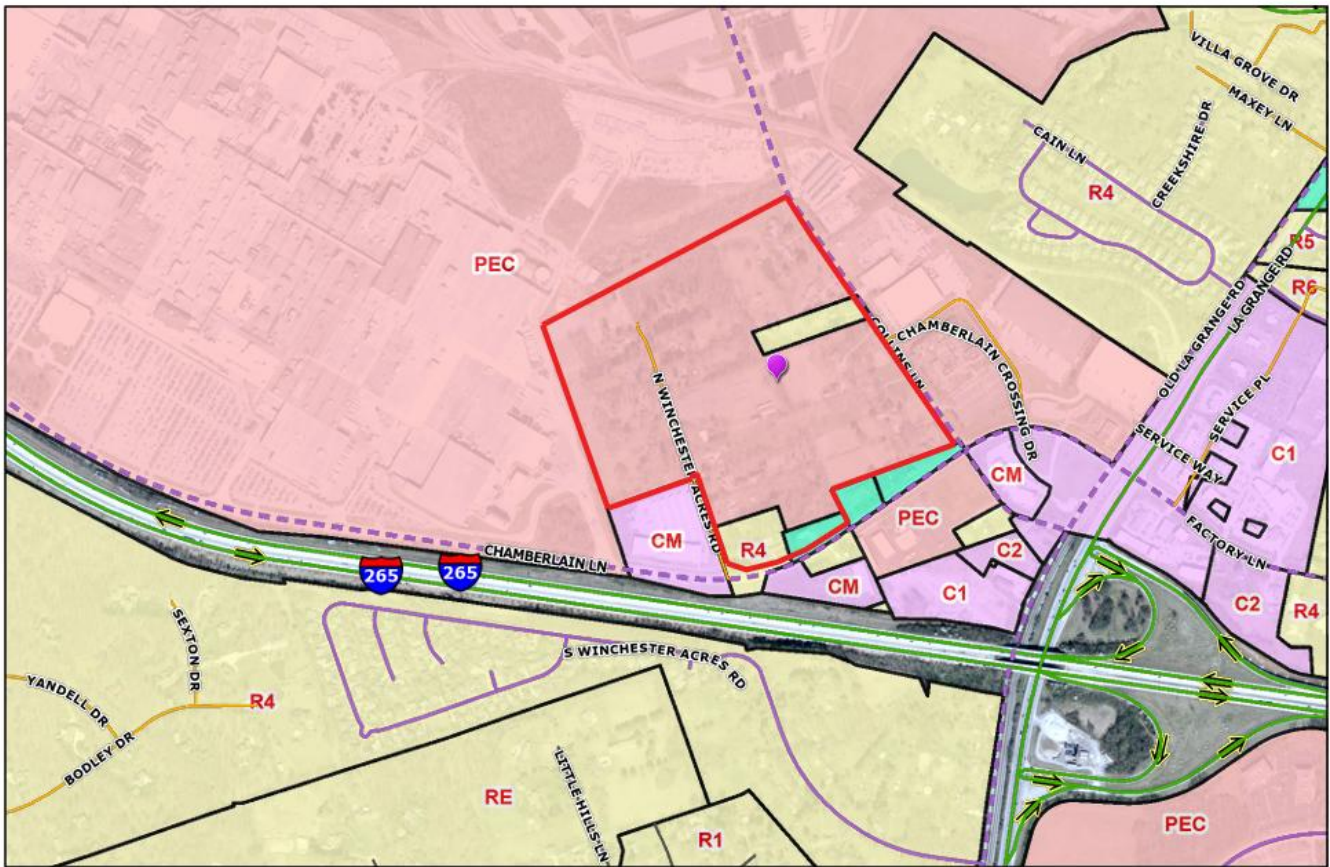 VILLA GROVE DR
MAXEY LN
CAIN LN
CREEKSHIRE DR
R4
R5
R6
PEC
OLD LA GRANGE RD
LA GRANGE RD
COLLINS LN
CHAMBERLAIN CROSSING DR
N WINCHESTER ACRES RD
SERVICE PL
SERVICE WAY
C1
CM
PEC
FACTORY LN
CM
R4
C2
CHAMBERLAIN LN
265
265
CM
C1
C2
R4
SEXTON DR
S WINCHESTER ACRES RD
YANDELL DR
R4
BODLEY DR
RE
LITTLE HILLS LN
R1
PEC